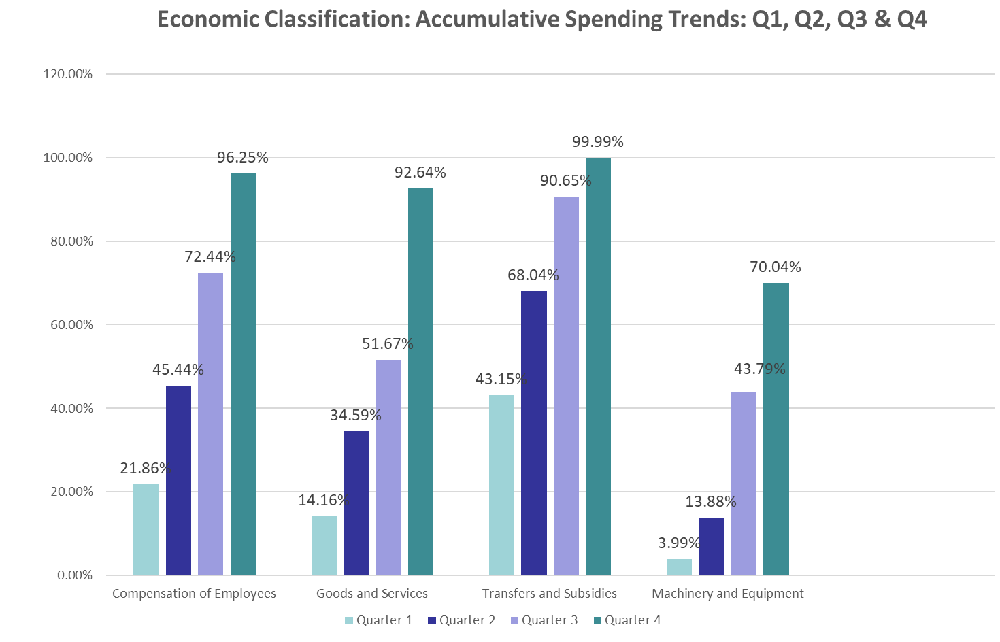 Economic Classification: Accumulative Spending Trends: Q1, Q2, Q3 & Q4
120.00%
100.00%
80.00%
60.00%
40.00%
20.00%
0.00%
21.86%
45.44%
72.44%
96.25%
14.16%
34.59%
51.67%
92.64%
43.15%
68.04%
90.65%
99.99%
3.99%
13.88%
43.79%
70.04%
Compensation of Employees
Goods and Services
Transfers and Subsidies
Machinery and Equipment
Quarter 1
Quarter 2
Quarter 3
Quarter 4